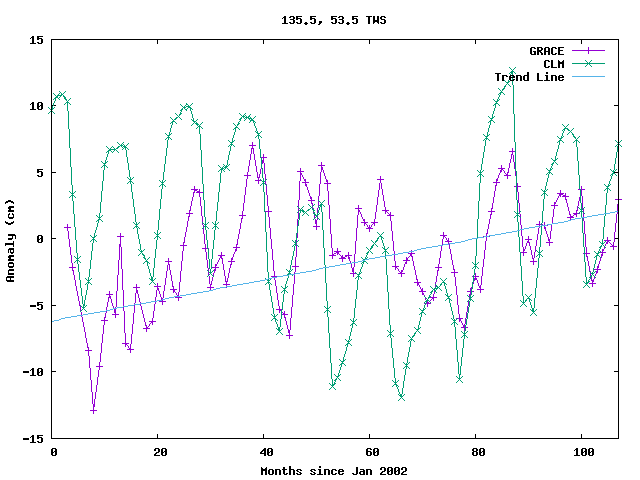 135.5, 53.5 TWS
GRACE
CLM
Trend Line
15
10
5
0
-5
-10
-15
Anomaly (cm)
0 20 40 60 80 100
Months since Jan 2002